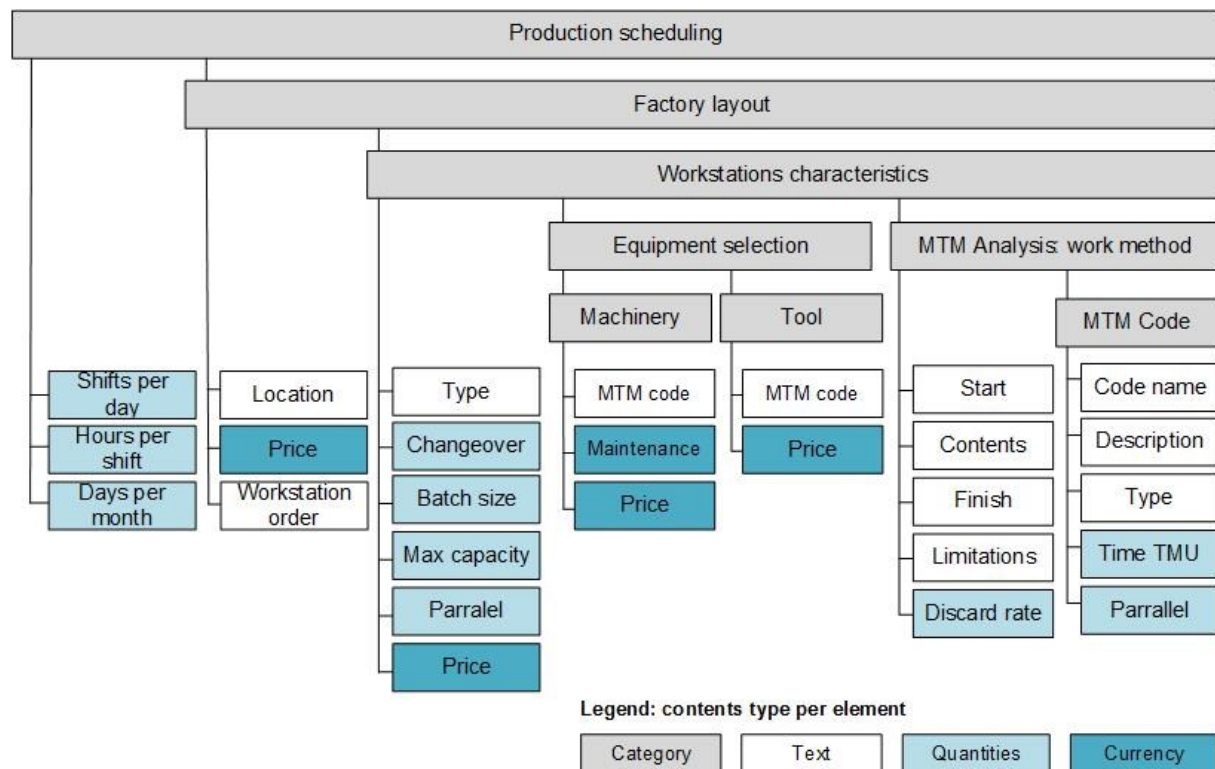 Production scheduling
Factory layout
Workstations characteristics
Equipment selection
MTM Analysis: work method
Machinery
Tool
MTM Code
Shifts per
day
Hours per
shift
Days per
month
Location
Price
Workstation
order
Type
Changeover
Batch size
Max capacity
Parralel
Price
MTM code
Maintenance
Price
MTM code
Price
Start
Contents
Finish
Limitations
Discard rate
Code name
Description
Type
Time TMU
Parrallel
Legend: contents type per element
Category
Text
Quantities
Currency